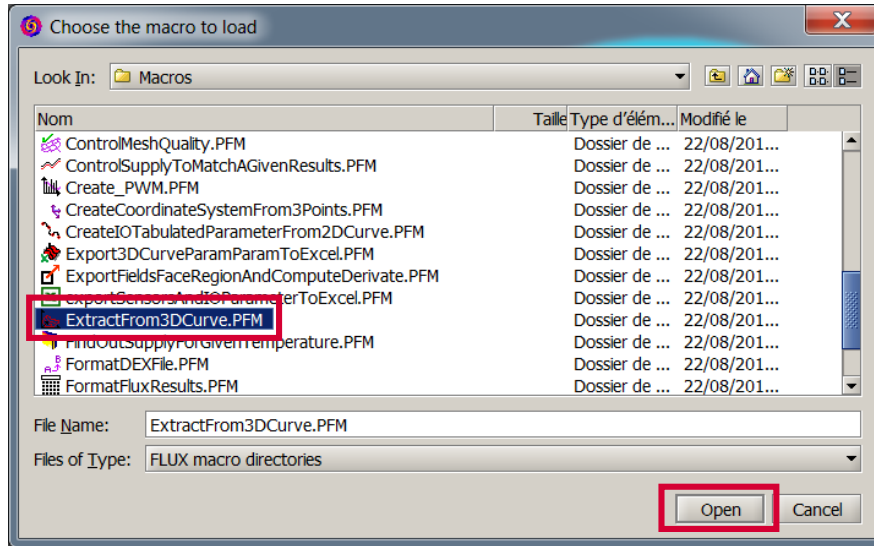 Choose the macro to load
Look In: Macros
Nom Taille Type d'élém... Modifié le
ControlMeshQuality.PFM Dossier de ... 22/08/201...
ControlSupplyToMatchAGivenResults.PFM Dossier de ... 22/08/201...
Create_PWM.PFM Dossier de ... 22/08/201...
CreateCoordinateSystemFrom3Points.PFM Dossier de ... 22/08/201...
CreateIOTabulatedParameterFrom2DCurve.PFM Dossier de ... 22/08/201...
Export3DCurveParamParamToExcel.PFM Dossier de ... 22/08/201...
ExportFieldsFaceRegionAndComputeDerivate.PFM Dossier de ... 22/08/201...
exportSensorsAndIOParameterToExcel.PFM Dossier de ... 22/08/201...
ExtractFrom3DCurve.PFM Dossier de ... 22/08/201...
FindOutSupplyForGivenTemperature.PFM Dossier de ... 22/08/201...
FormatDEXFile.PFM Dossier de ... 22/08/201...
FormatFluxResults.PFM Dossier de ... 22/08/201...
File Name: ExtractFrom3DCurve.PFM
Files of Type: FLUX macro directories
Open Cancel